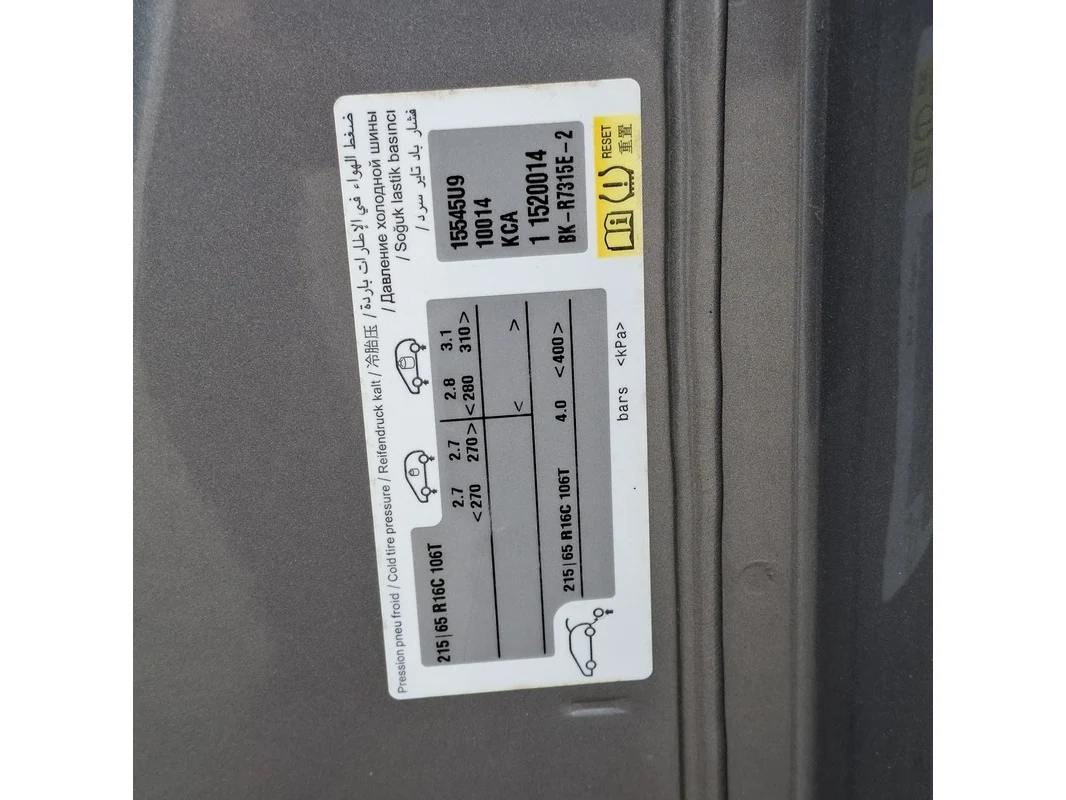 Pression pneu froid / Cold tire pressure / Reifendruck kalt / 冷胎压 / ضغط الهواء في الإطارات باردة
/ Давление холодной шины
/ Soğuk lastik basıncı
/ فشار باد تایر سرد
215|65 R16C 106T
2.7 2.7 2.8 3.1
<270 270> <280 310>
< >
215|65 R16C 106T 4.0 <400>
bars <kPa>
15545U9
10014
KCA
1 1520014
BK-R7315E-2
RESET
重置